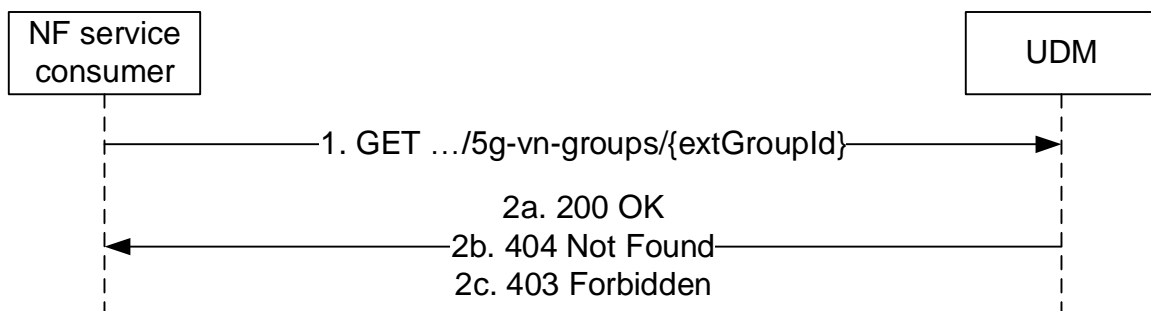 NF service
consumer
UDM
1. GET …/5g-vn-groups/{extGroupId}
2a. 200 OK
2b. 404 Not Found
2c. 403 Forbidden